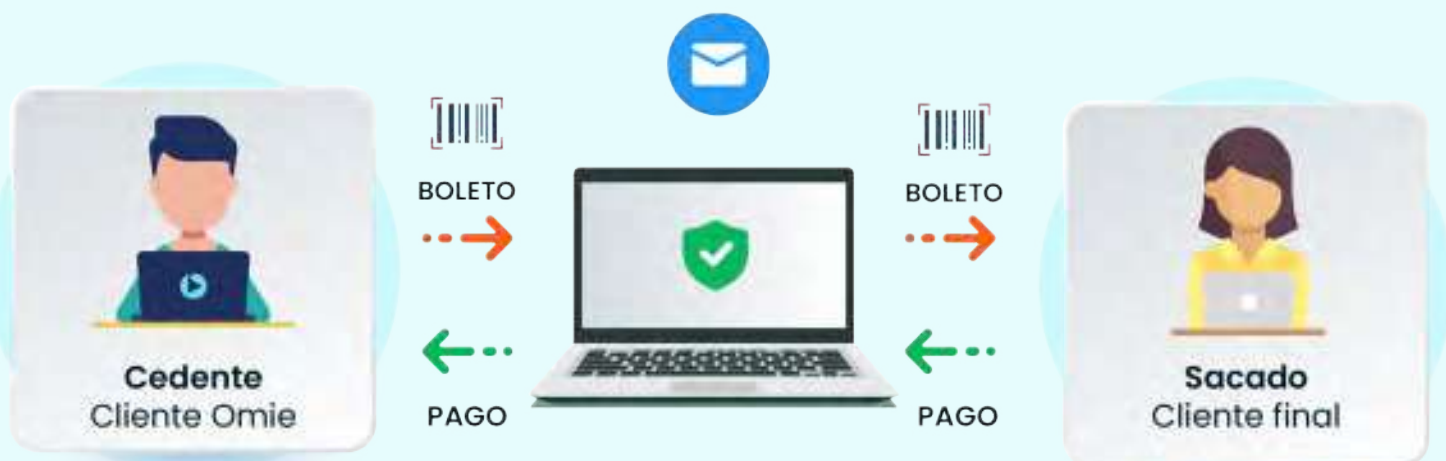 BOLETO
BOLETO
Cedente
Cliente Omie
PAGO
PAGO
Sacado
Cliente final